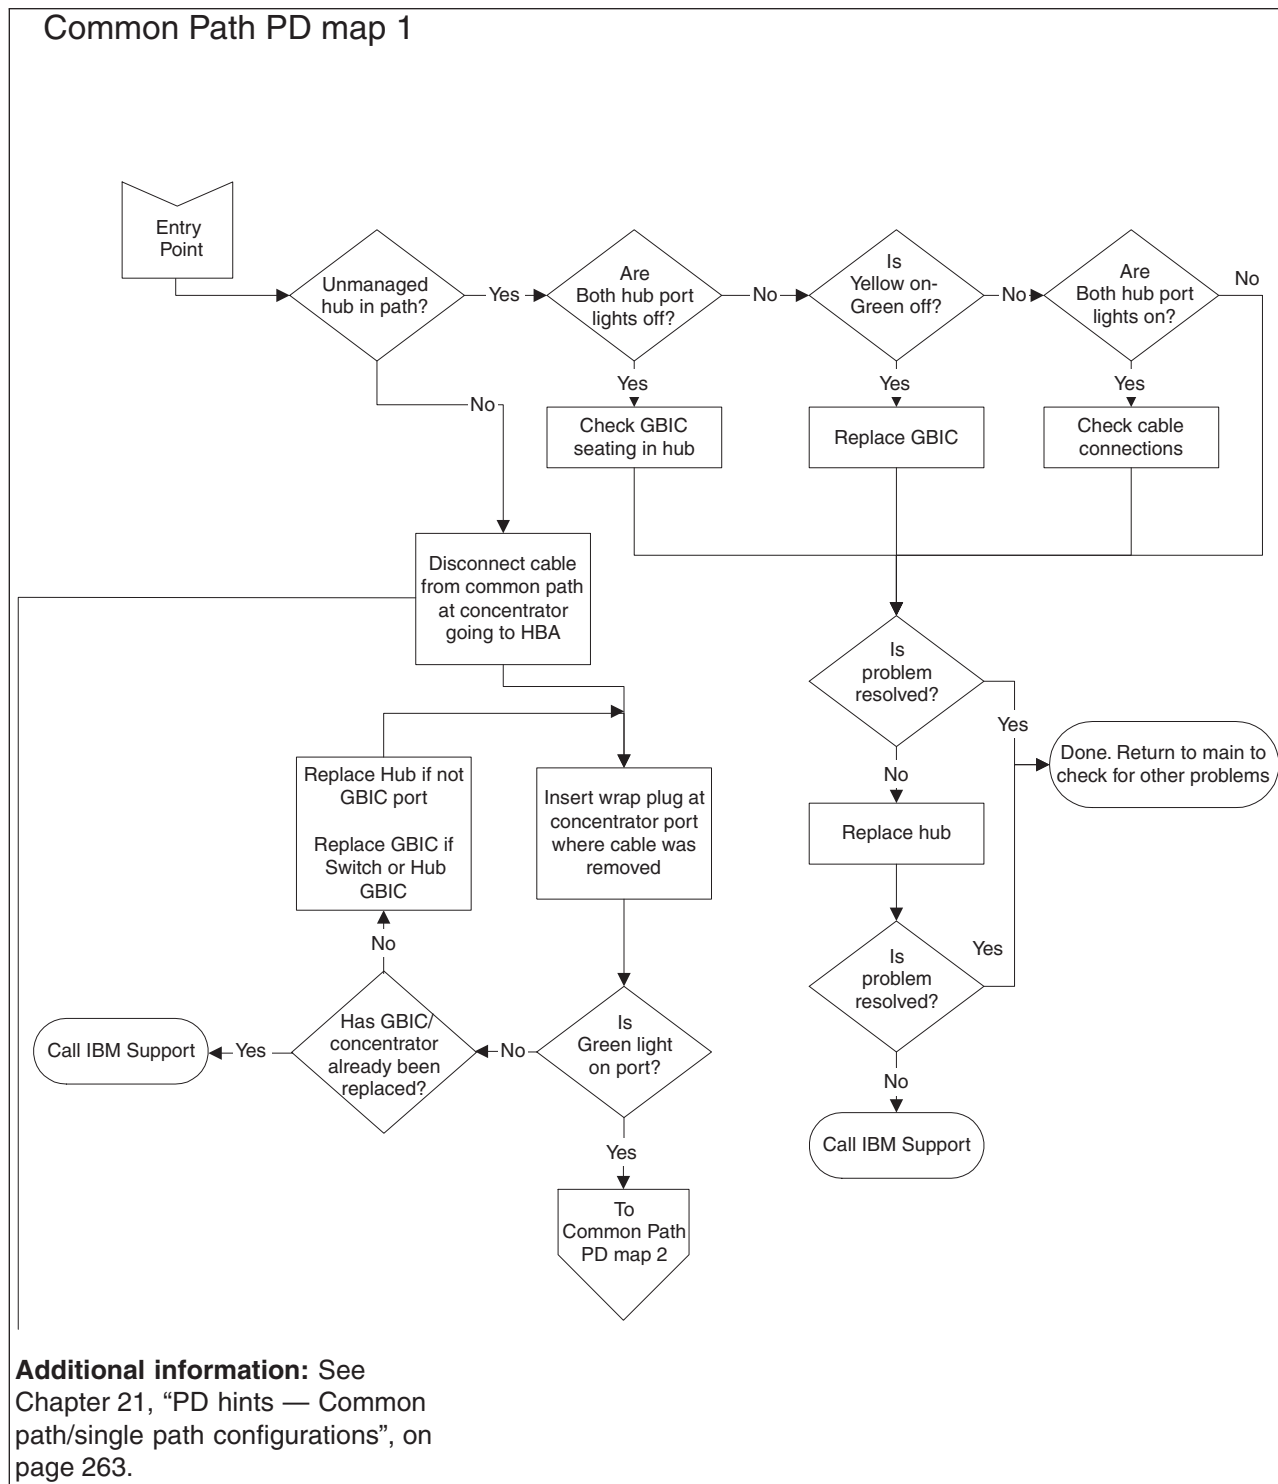 Common Path PD map 1
Entry
Point
Unmanaged
hub in path?
Yes
Are
Both hub port
lights off?
No
Is
Yellow on-
Green off?
No
Are
Both hub port
lights on?
No
No
Yes
Yes
Yes
Check GBIC
seating in hub
Replace GBIC
Check cable
connections
Disconnect cable
from common path
at concentrator
going to HBA
Is
problem
resolved?
Yes
Done. Return to main to
check for other problems
No
Replace hub
Replace Hub if not
GBIC port
Replace GBIC if
Switch or Hub
GBIC
Insert wrap plug at
concentrator port
where cable was
removed
No
Yes
Is
problem
resolved?
Call IBM Support
Yes
Has GBIC/
concentrator
already been
replaced?
No
Is
Green light
on port?
No
Call IBM Support
Yes
To
Common Path
PD map 2
Additional information: See
Chapter 21, “PD hints — Common
path/single path configurations”, on
page 263.